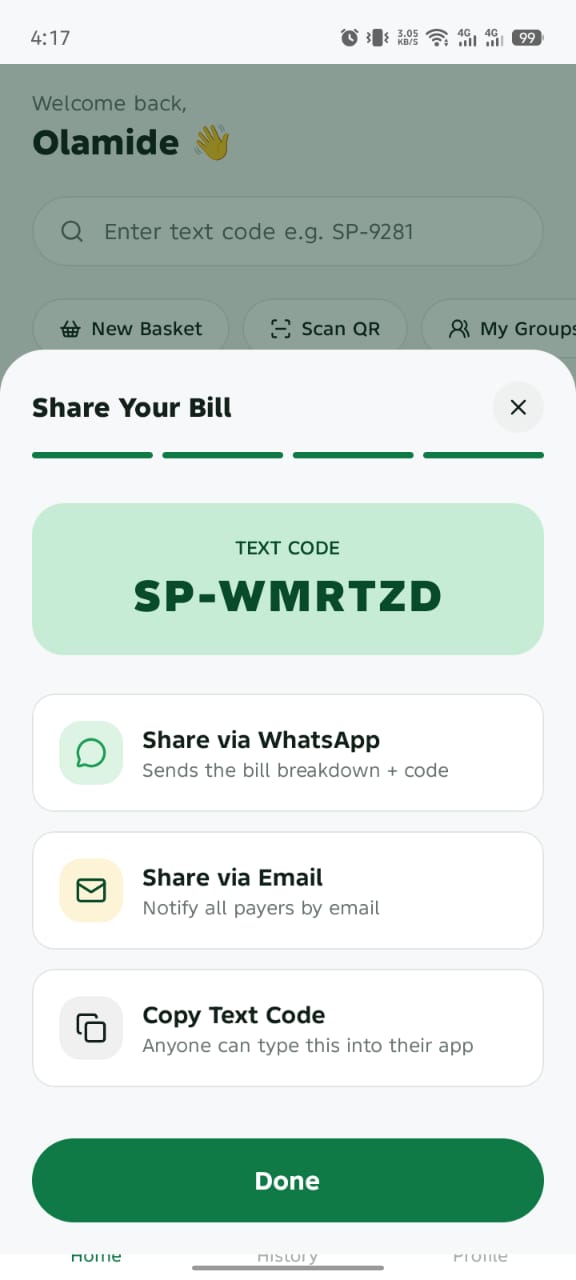 4:17
3.05
KB/S
4G
4G
99
Welcome back,
Olamide 👋
Enter text code e.g. SP-9281
New Basket
Scan QR
My Groups
Share Your Bill
TEXT CODE
SP-WMRTZD
Share via WhatsApp
Sends the bill breakdown + code
Share via Email
Notify all payers by email
Copy Text Code
Anyone can type this into their app
Done
Home
History
Profile